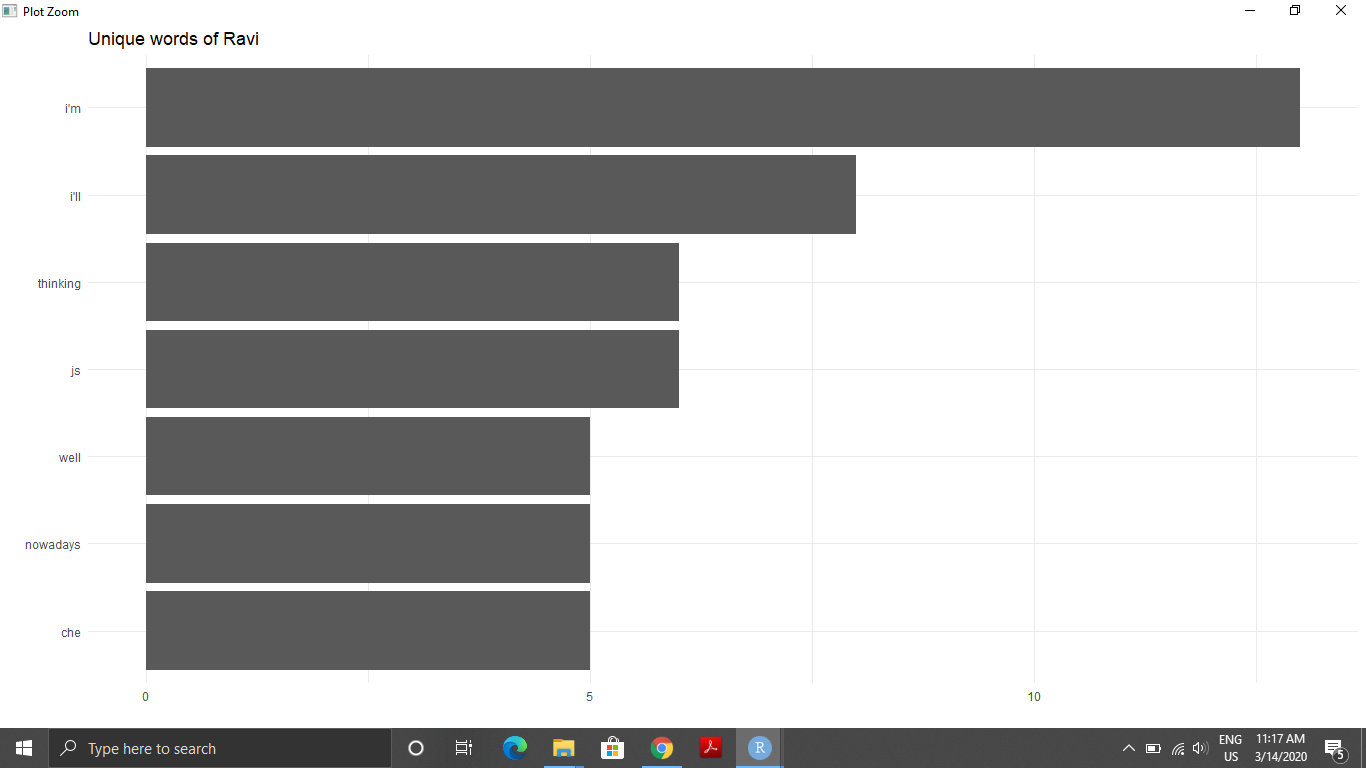 Plot Zoom
Unique words of Ravi
i'm
i'll
thinking
js
well
nowadays
che
0 5 10
Type here to search
R
ENG
US
11:17 AM
3/14/2020
5